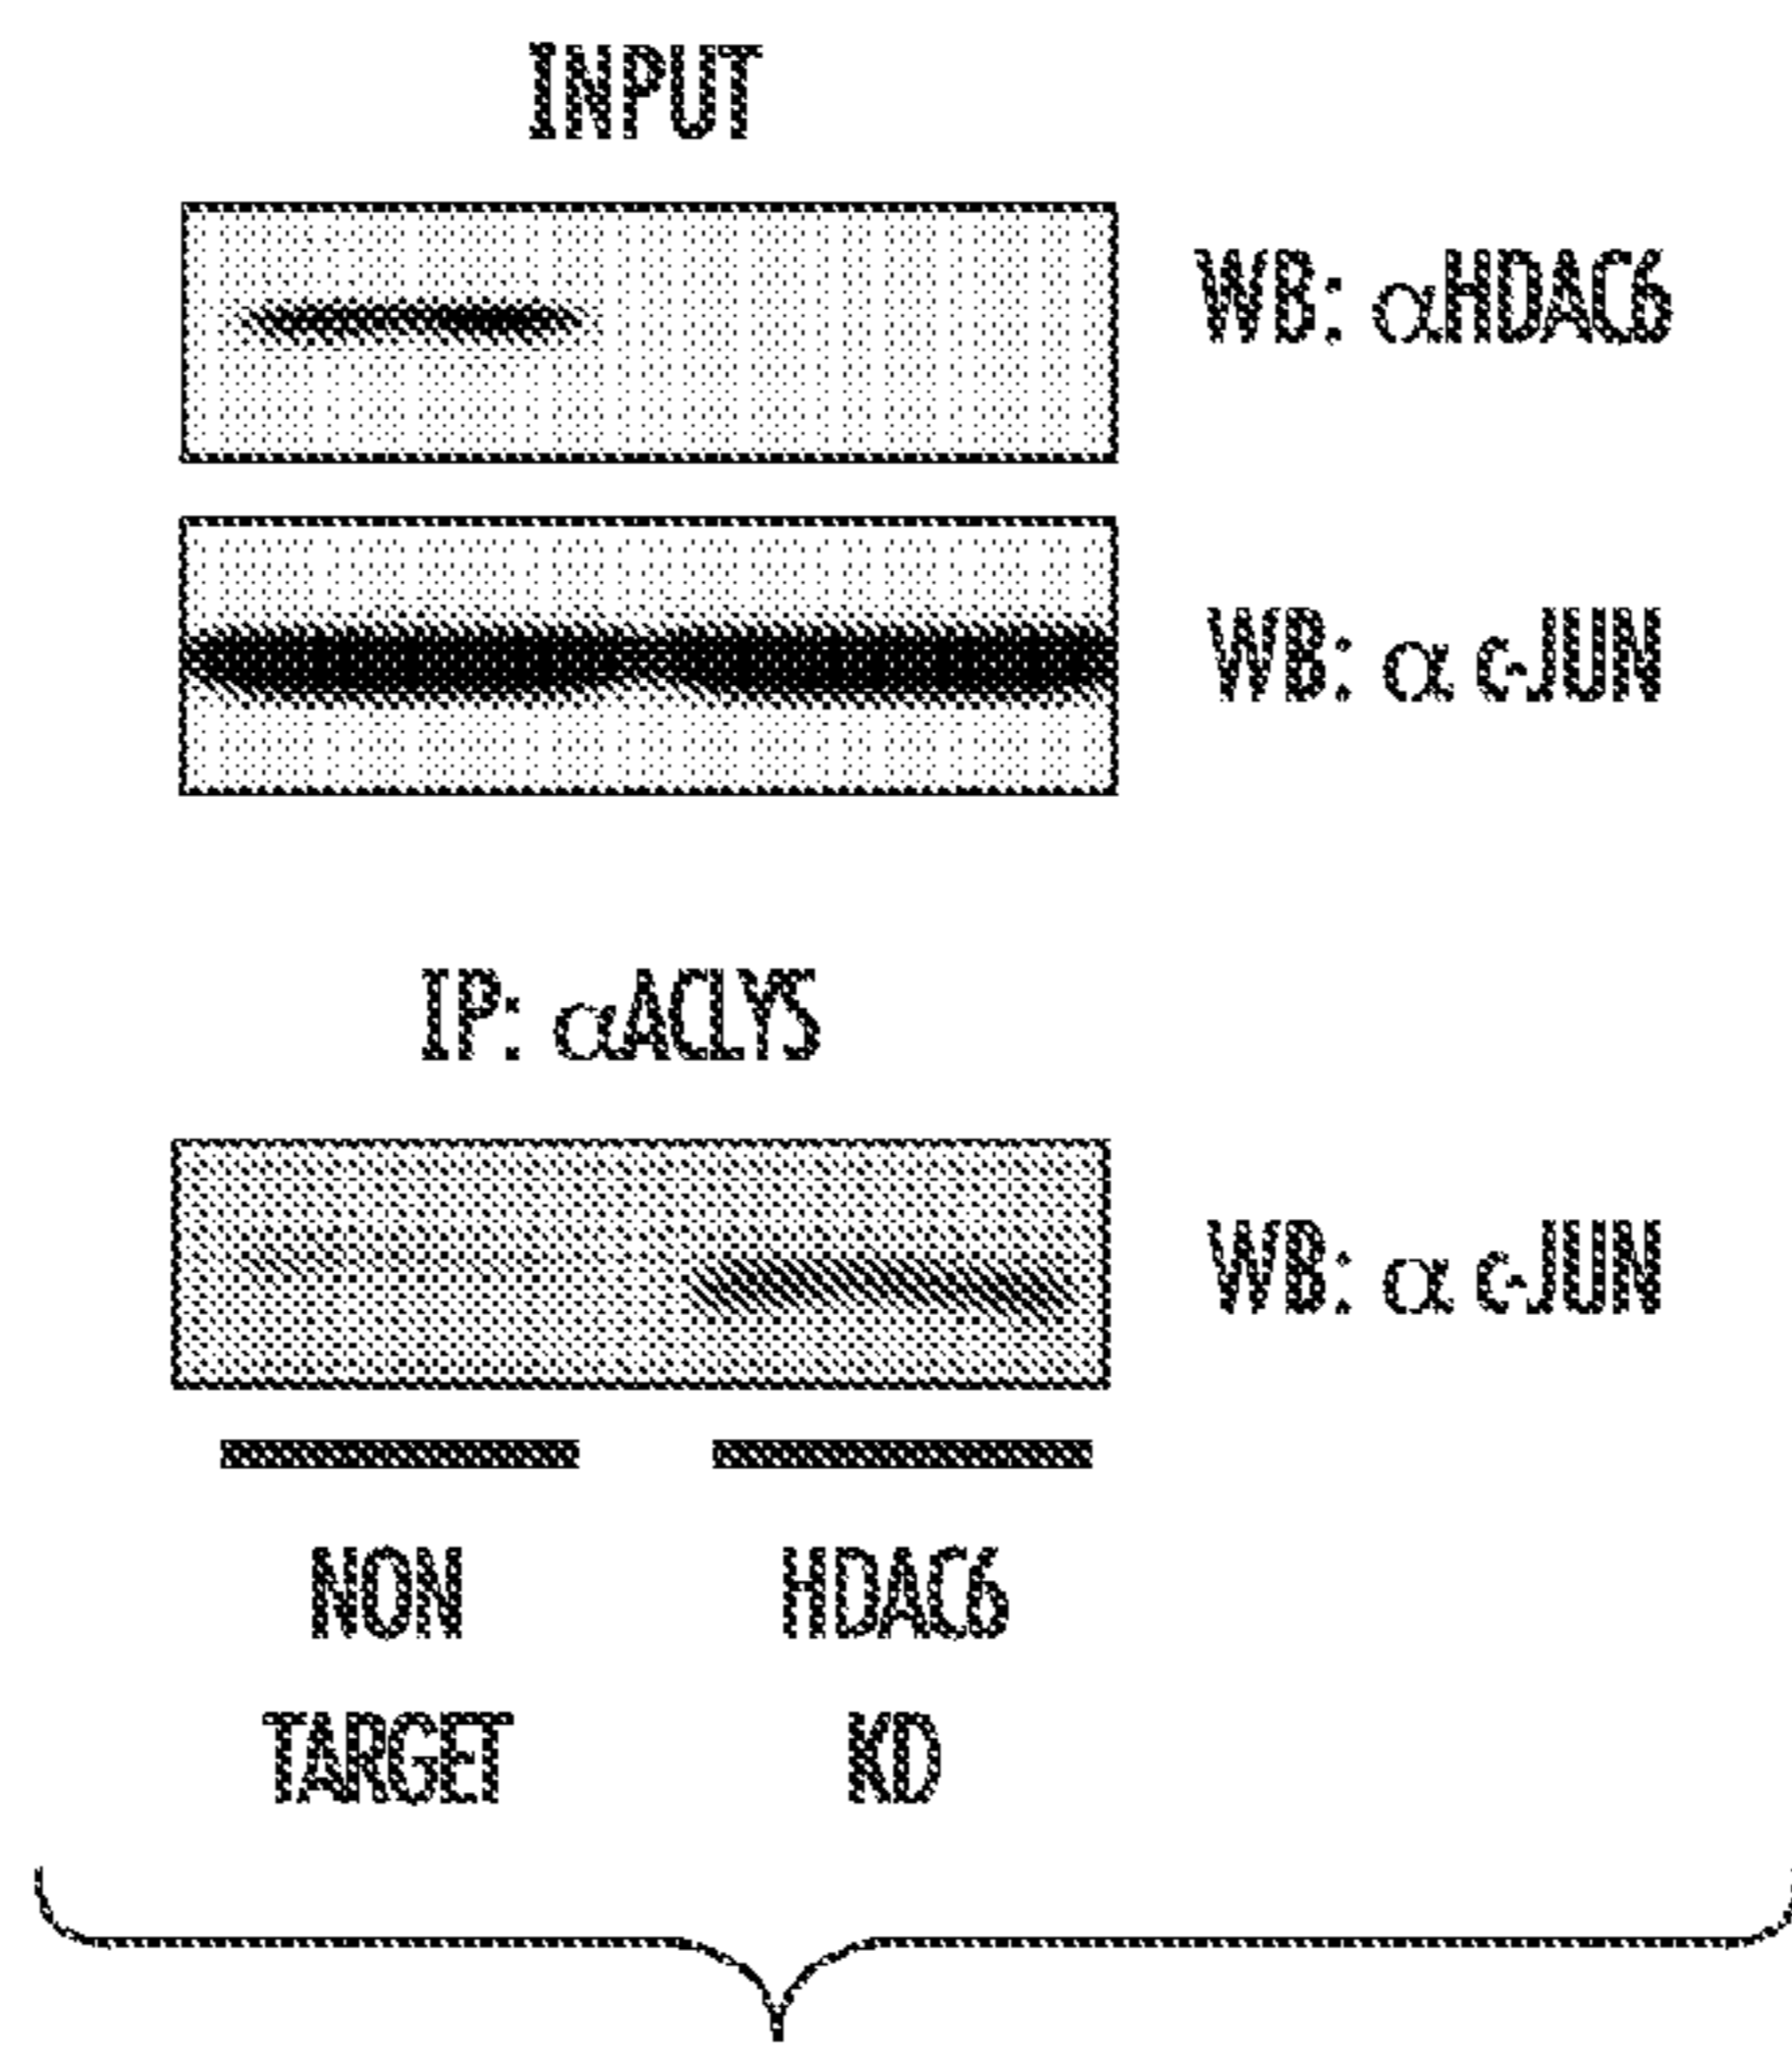 INPUT
WB: αHDAC6
WB: α c-JUN
IP: αACLYS
WB: α c-JUN
NON TARGET
HDAC6 KD